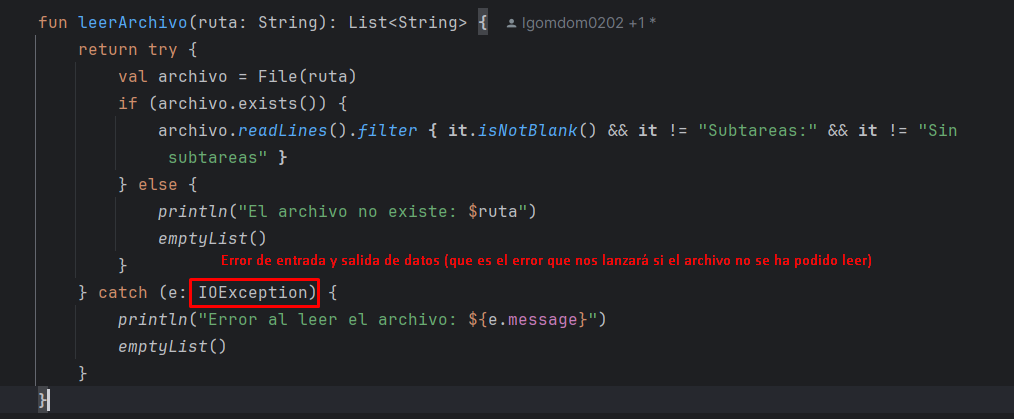 fun leerArchivo(ruta: String): List<String> { lgomdom0202 +1 *
return try {
val archivo = File(ruta)
if (archivo.exists()) {
archivo.readLines().filter { it.isNotBlank() && it != "Subtareas:" && it != "Sin
subtareas" }
} else {
println("El archivo no existe: $ruta")
emptyList()
Error de entrada y salida de datos (que es el error que nos lanzará si el archivo no se ha podido leer)
}
} catch (e: IOException) {
println("Error al leer el archivo: ${e.message}")
emptyList()
}
}